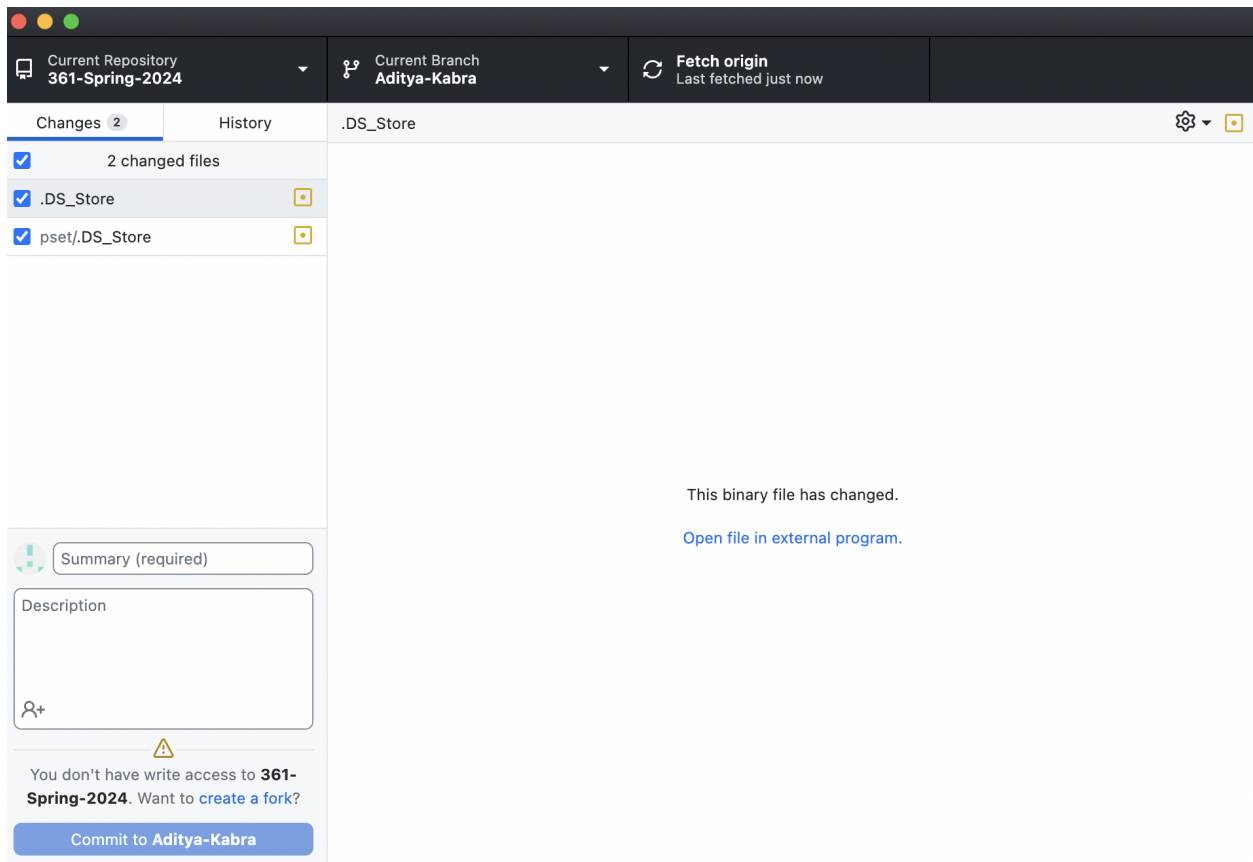 Current Repository
361-Spring-2024
Current Branch
Aditya-Kabra
Fetch origin
Last fetched just now
Changes 2
History
.DS_Store
2 changed files
.DS_Store
pset/.DS_Store
This binary file has changed.
Open file in external program.
Summary (required)
Description
You don't have write access to 361-
Spring-2024. Want to create a fork?
Commit to Aditya-Kabra